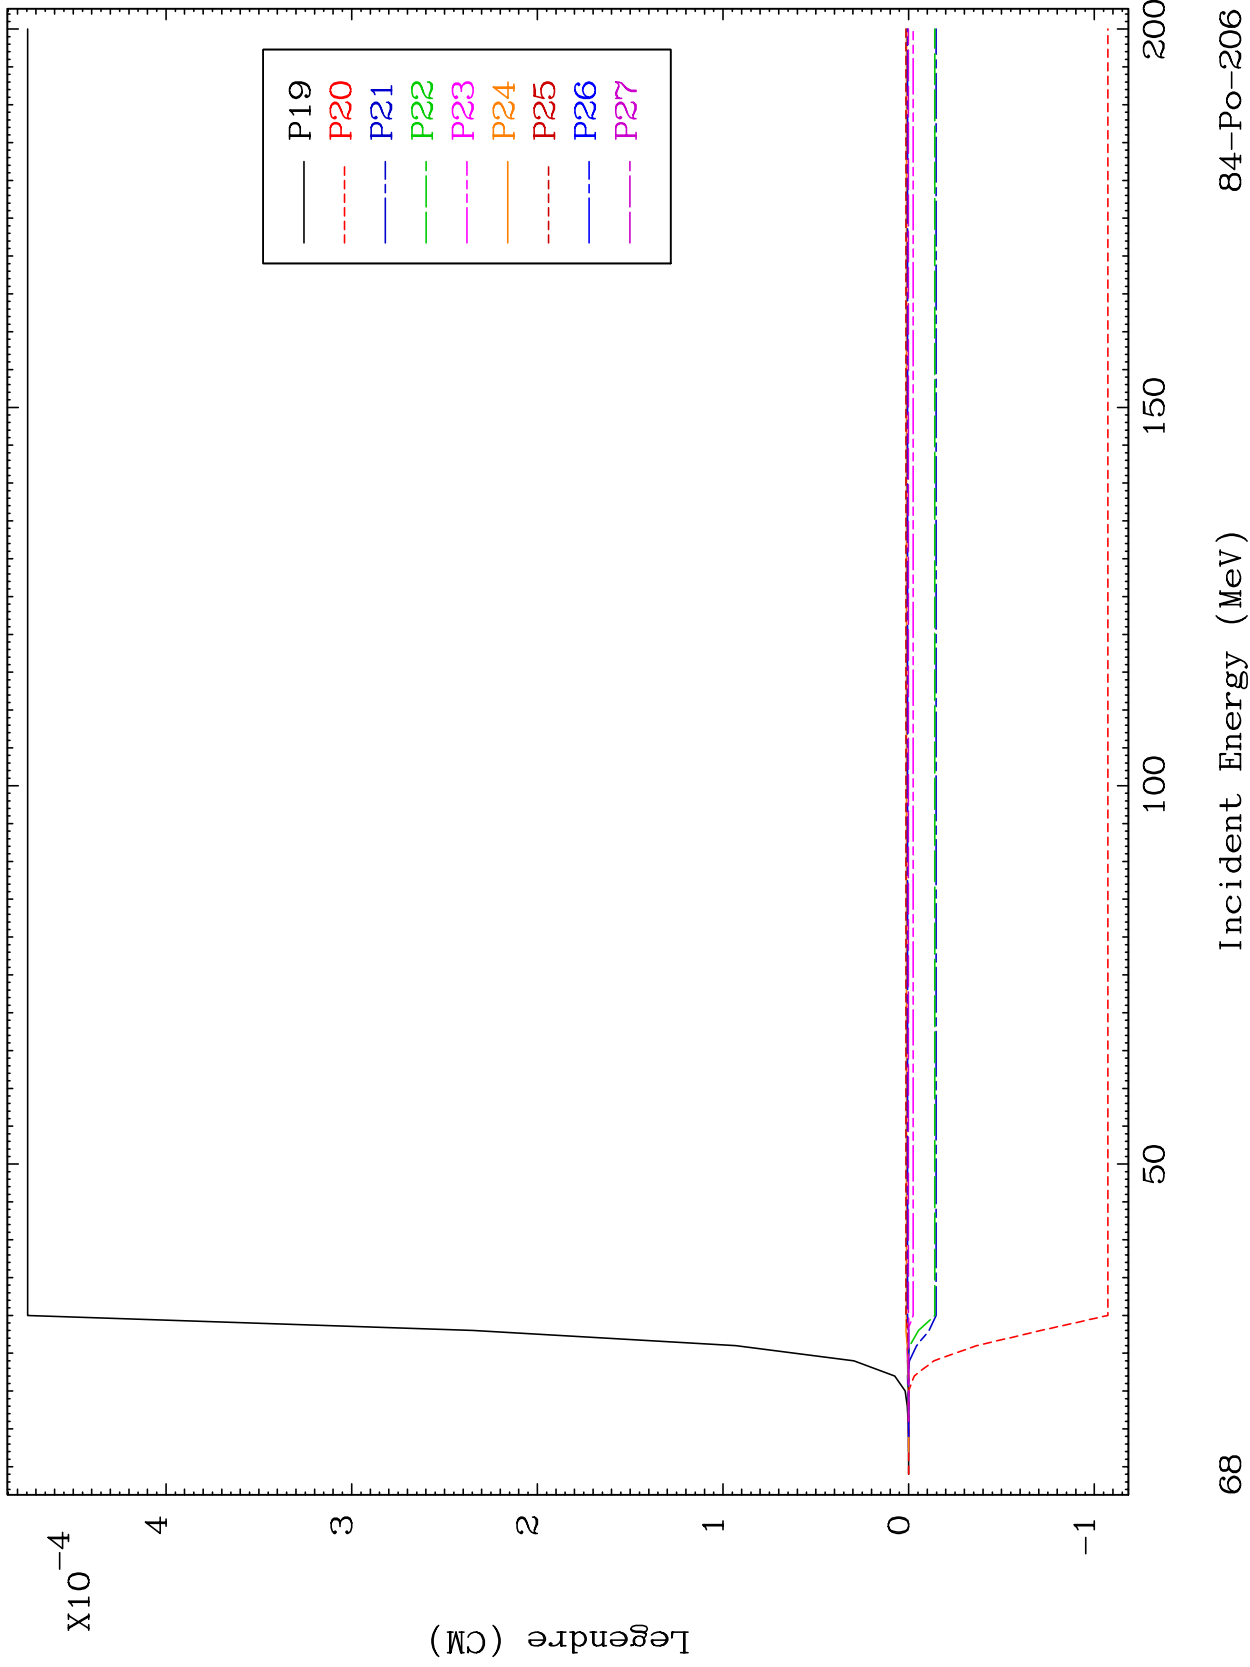 X10-4
Legendre (CM)
4
3
2
1
0
-1
P19
P20
P21
P22
P23
P24
P25
P26
P27
50
100
150
200
68
Incident Energy (MeV)
84-Po-206